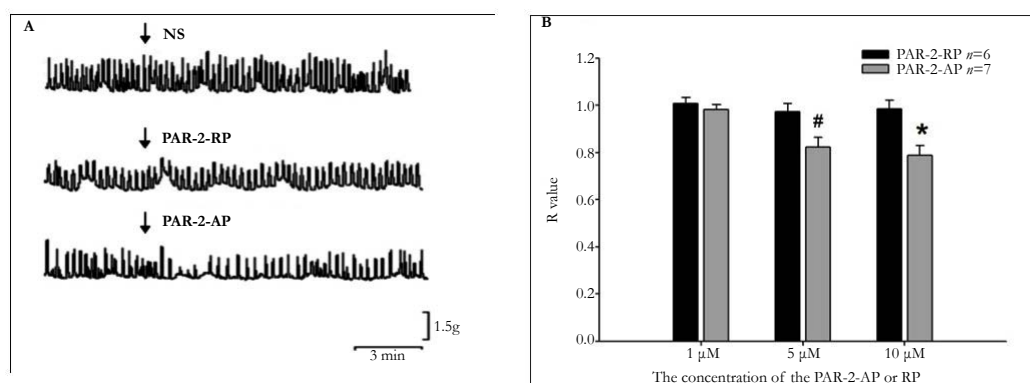 A
NS
PAR-2-RP
PAR-2-AP
1.5g
3 min
B
PAR-2-RP n=6
PAR-2-AP n=7
1.2
1.0
0.8
0.6
0.4
0.2
0.0
R value
#
*
1 µM 5 µM 10 µM
The concentration of the PAR-2-AP or RP